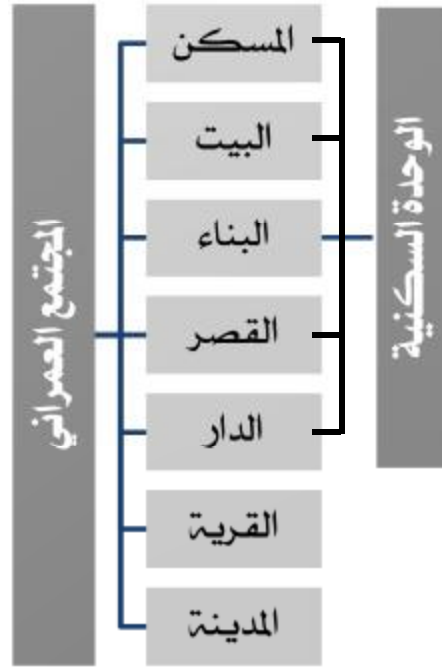 الوحدة السكنية
المسكن
البيت
البناء
القصر
الدار
القرية
المدينة
المجتمع العمراني